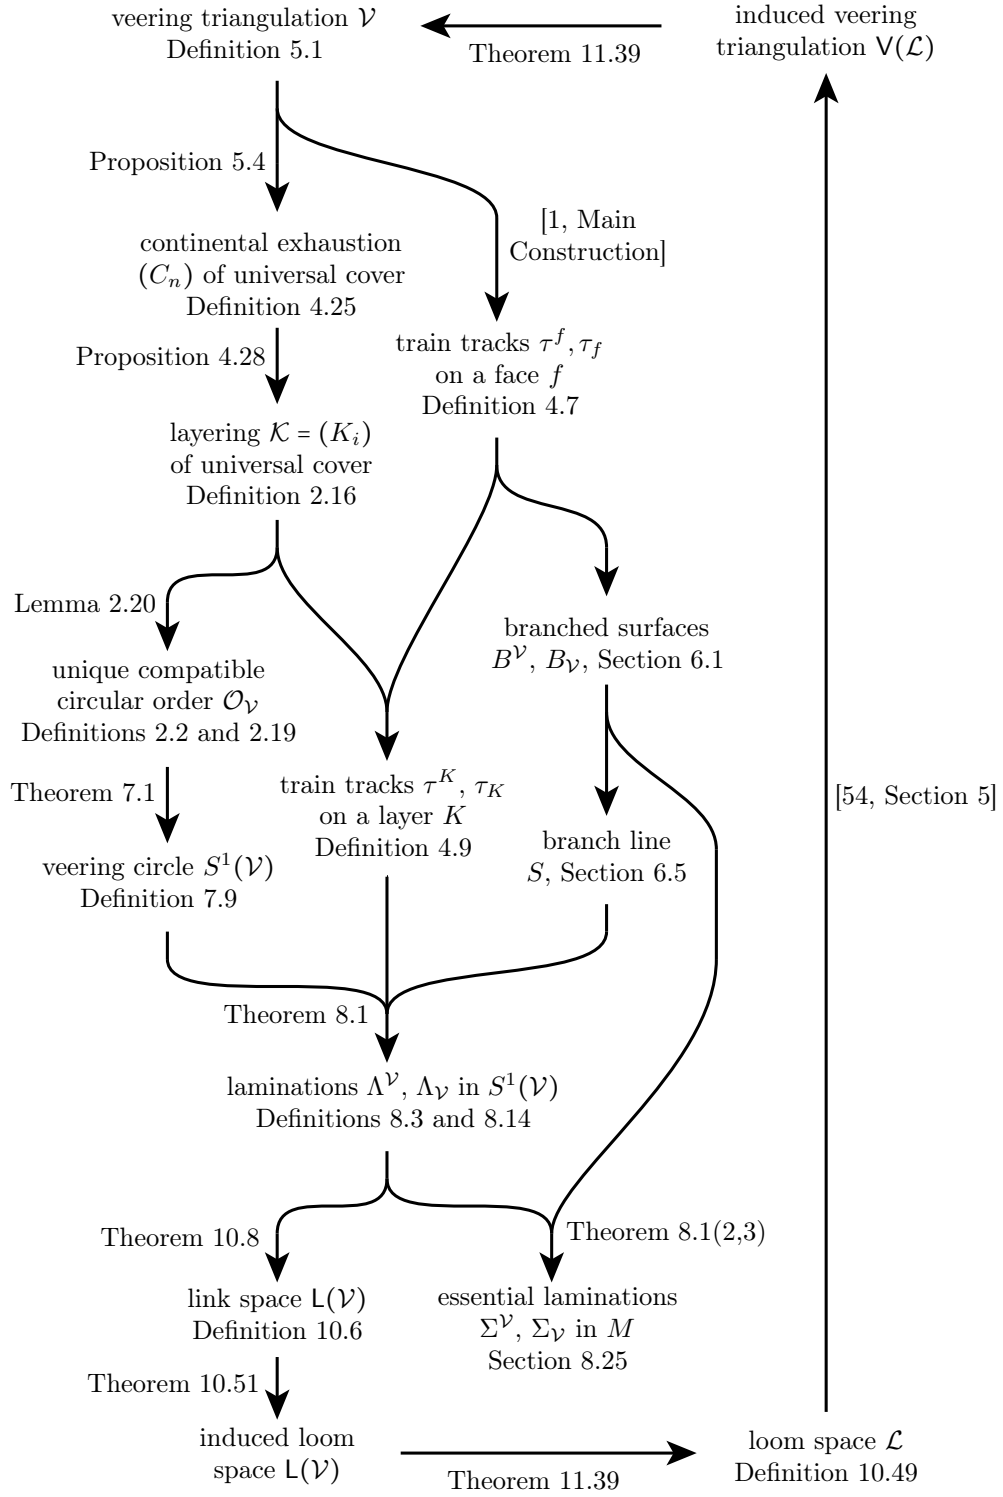 veering triangulation 𝒱
Definition 5.1
Theorem 11.39
induced veering
triangulation V(ℒ)
Proposition 5.4
[1, Main
Construction]
continental exhaustion
(Cₙ) of universal cover
Definition 4.25
Proposition 4.28
train tracks τ^f, τ_f
on a face f
Definition 4.7
layering 𝒦 = (K_i)
of universal cover
Definition 2.16
Lemma 2.20
branched surfaces
B^𝒱, B_𝒱, Section 6.1
unique compatible
circular order 𝒪_𝒱
Definitions 2.2 and 2.19
Theorem 7.1
train tracks τ^K, τ_K
on a layer K
Definition 4.9
[54, Section 5]
branch line
S, Section 6.5
veering circle S¹(𝒱)
Definition 7.9
Theorem 8.1
laminations Λ^𝒱, Λ_𝒱 in S¹(𝒱)
Definitions 8.3 and 8.14
Theorem 10.8
Theorem 8.1(2,3)
link space L(𝒱)
Definition 10.6
essential laminations
Σ^𝒱, Σ_𝒱 in M
Section 8.25
Theorem 10.51
induced loom
space L(𝒱)
Theorem 11.39
loom space ℒ
Definition 10.49